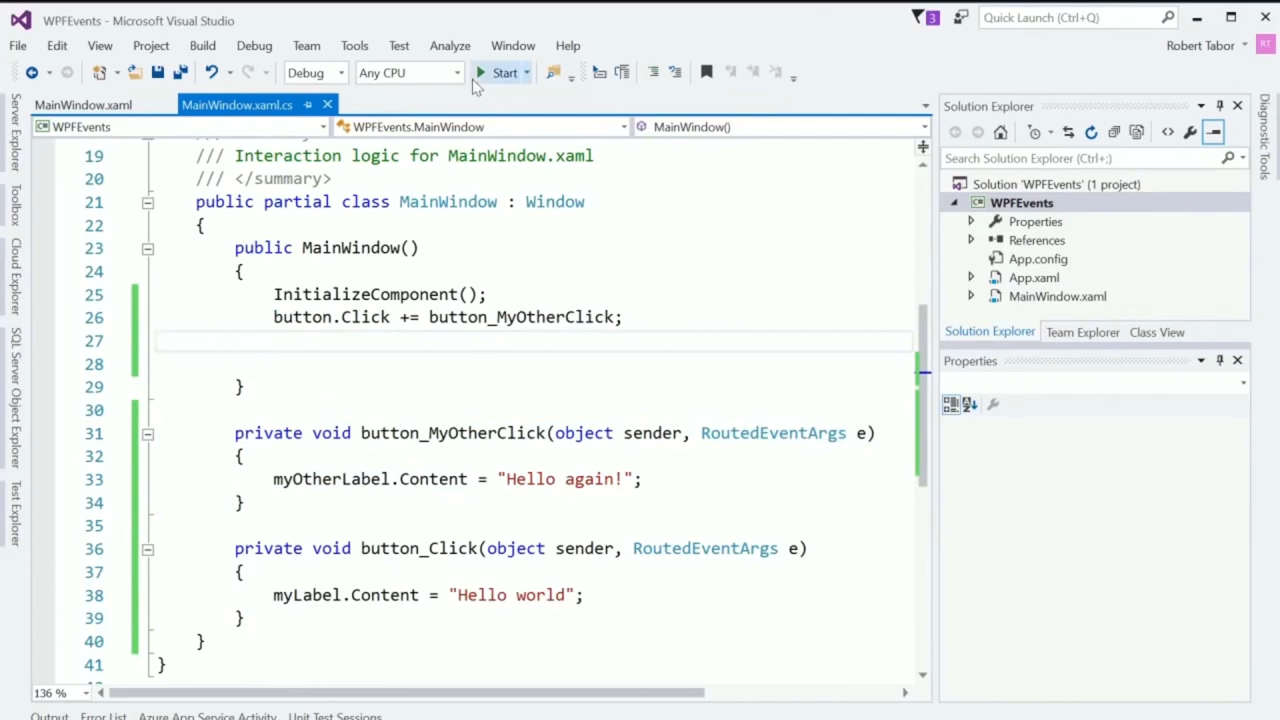 WPFEvents - Microsoft Visual Studio
3
Quick Launch (Ctrl+Q)
File Edit View Project Build Debug Team Tools Test Analyze Window Help
Robert Tabor
RT
Debug Any CPU Start
MainWindow.xaml MainWindow.xaml.cs
WPFEvents WPFEvents.MainWindow MainWindow()
Server Explorer
Toolbox
Cloud Explorer
SQL Server Object Explorer
Test Explorer
19 /// Interaction logic for MainWindow.xaml
20 /// </summary>
21 public partial class MainWindow : Window
22 {
23 public MainWindow()
24 {
25 InitializeComponent();
26 button.Click += button_MyOtherClick;
27
28
29 }
30
31 private void button_MyOtherClick(object sender, RoutedEventArgs e)
32 {
33 myOtherLabel.Content = "Hello again!";
34 }
35
36 private void button_Click(object sender, RoutedEventArgs e)
37 {
38 myLabel.Content = "Hello world";
39 }
40 }
41 }
136 %
Output Error List Azure App Service Activity Unit Test Sessions
Solution Explorer
Search Solution Explorer (Ctrl+;)
Solution 'WPFEvents' (1 project)
WPFEvents
Properties
References
App.config
App.xaml
MainWindow.xaml
Solution Explorer Team Explorer Class View
Properties
Diagnostic Tools